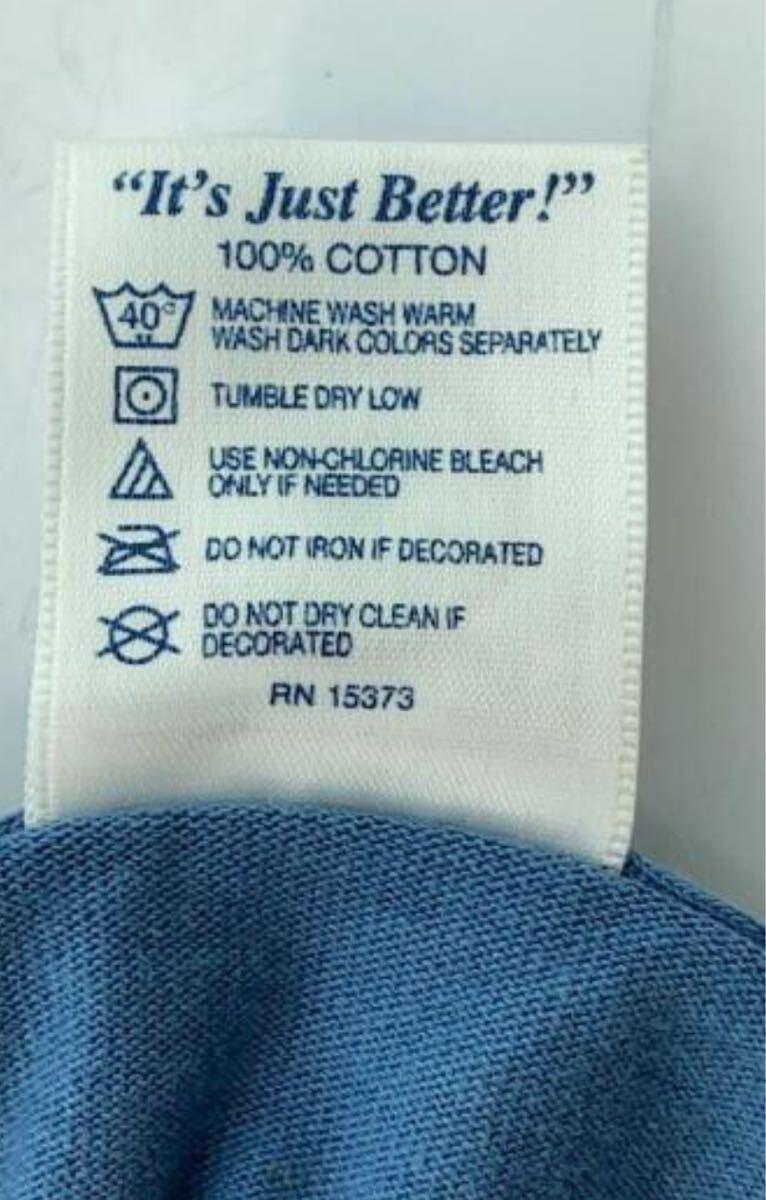 “It’s Just Better!”
100% COTTON
40°
MACHINE WASH WARM
WASH DARK COLORS SEPARATELY
TUMBLE DRY LOW
USE NON-CHLORINE BLEACH
ONLY IF NEEDED
DO NOT IRON IF DECORATED
DO NOT DRY CLEAN IF
DECORATED
RN 15373